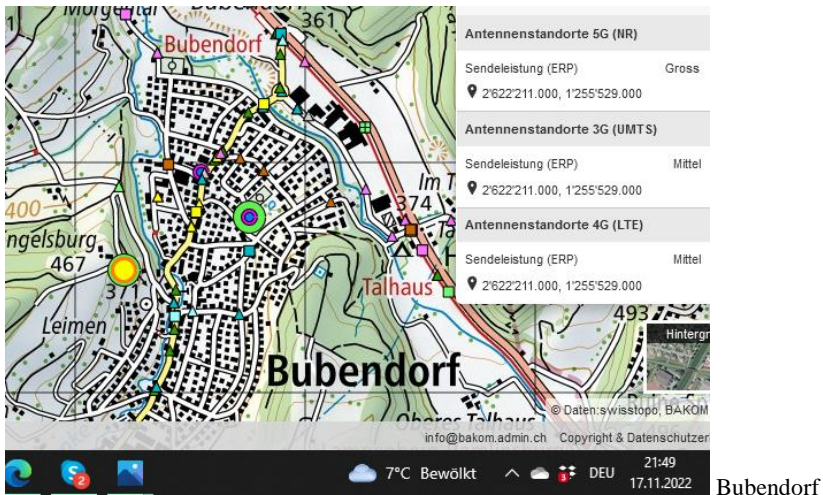 Bubendorf
361
Bubendorf
400
ngelsburg
467
371
Leimen
Im T
374
Talhaus
493
Bubendorf
Oberes Talhaus
Antennenstandorte 5G (NR)
Sendeleistung (ERP) Gross
2'622'211.000, 1'255'529.000
Antennenstandorte 3G (UMTS)
Sendeleistung (ERP) Mittel
2'622'211.000, 1'255'529.000
Antennenstandorte 4G (LTE)
Sendeleistung (ERP) Mittel
2'622'211.000, 1'255'529.000
Hintergr
© Daten:swisstopo, BAKOM
info@bakom.admin.ch Copyright & Datenschutzer
2
7°C Bewölkt
3
DEU
21:49
17.11.2022
Bubendorf